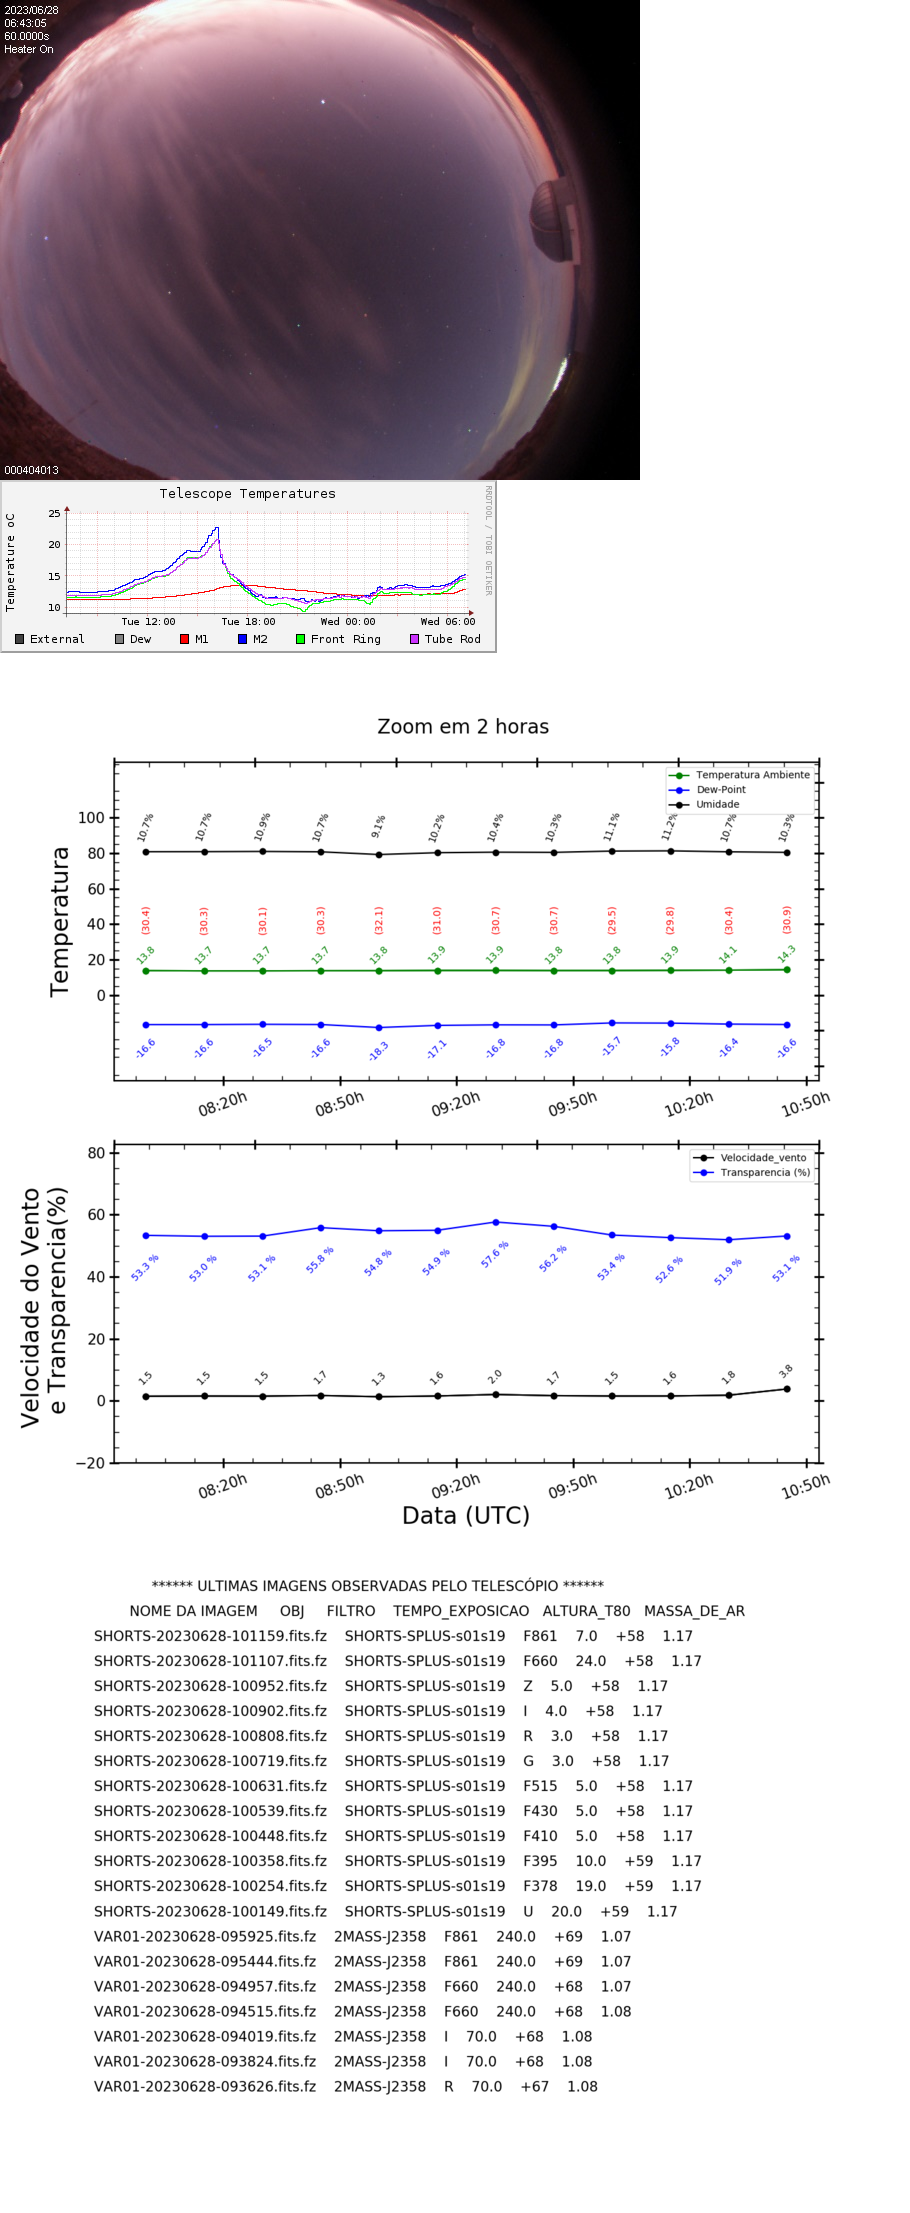 2023/06/28
06:43:05
60.0000s
Heater On
000404013
Telescope Temperatures
RRDTOOL / TOBI OETIKER
Temperature oC
25
20
15
10
Tue 12:00 Tue 18:00 Wed 00:00 Wed 06:00
External Dew M1 M2 Front Ring Tube Rod
Zoom em 2 horas
Temperatura Ambiente
Dew-Point
Umidade
Temperatura
100
80
60
40
20
0
10.7% 10.7% 10.9% 10.7% 9.1% 10.2% 10.4% 10.3% 11.1% 11.2% 10.7% 10.3%
(30.4) (30.3) (30.1) (30.3) (32.1) (31.0) (30.7) (30.7) (29.5) (29.8) (30.4) (30.9)
13.8 13.7 13.7 13.7 13.8 13.9 13.9 13.8 13.8 13.9 14.1 14.3
-16.6 -16.6 -16.5 -16.6 -18.3 -17.1 -16.8 -16.8 -15.7 -15.8 -16.4 -16.6
08:20h 08:50h 09:20h 09:50h 10:20h 10:50h
Velocidade_vento
Transparencia (%)
Velocidade do Vento
e Transparencia(%)
80
60
40
20
0
−20
53.3 % 53.0 % 53.1 % 55.8 % 54.8 % 54.9 % 57.6 % 56.2 % 53.4 % 52.6 % 51.9 % 53.1 %
1.5 1.5 1.5 1.7 1.3 1.6 2.0 1.7 1.5 1.6 1.8 3.8
08:20h 08:50h 09:20h 09:50h 10:20h 10:50h
Data (UTC)
****** ULTIMAS IMAGENS OBSERVADAS PELO TELESCÓPIO ******
NOME DA IMAGEM OBJ FILTRO TEMPO_EXPOSICAO ALTURA_T80 MASSA_DE_AR
SHORTS-20230628-101159.fits.fz SHORTS-SPLUS-s01s19 F861 7.0 +58 1.17
SHORTS-20230628-101107.fits.fz SHORTS-SPLUS-s01s19 F660 24.0 +58 1.17
SHORTS-20230628-100952.fits.fz SHORTS-SPLUS-s01s19 Z 5.0 +58 1.17
SHORTS-20230628-100902.fits.fz SHORTS-SPLUS-s01s19 I 4.0 +58 1.17
SHORTS-20230628-100808.fits.fz SHORTS-SPLUS-s01s19 R 3.0 +58 1.17
SHORTS-20230628-100719.fits.fz SHORTS-SPLUS-s01s19 G 3.0 +58 1.17
SHORTS-20230628-100631.fits.fz SHORTS-SPLUS-s01s19 F515 5.0 +58 1.17
SHORTS-20230628-100539.fits.fz SHORTS-SPLUS-s01s19 F430 5.0 +58 1.17
SHORTS-20230628-100448.fits.fz SHORTS-SPLUS-s01s19 F410 5.0 +58 1.17
SHORTS-20230628-100358.fits.fz SHORTS-SPLUS-s01s19 F395 10.0 +59 1.17
SHORTS-20230628-100254.fits.fz SHORTS-SPLUS-s01s19 F378 19.0 +59 1.17
SHORTS-20230628-100149.fits.fz SHORTS-SPLUS-s01s19 U 20.0 +59 1.17
VAR01-20230628-095925.fits.fz 2MASS-J2358 F861 240.0 +69 1.07
VAR01-20230628-095444.fits.fz 2MASS-J2358 F861 240.0 +69 1.07
VAR01-20230628-094957.fits.fz 2MASS-J2358 F660 240.0 +68 1.07
VAR01-20230628-094515.fits.fz 2MASS-J2358 F660 240.0 +68 1.08
VAR01-20230628-094019.fits.fz 2MASS-J2358 I 70.0 +68 1.08
VAR01-20230628-093824.fits.fz 2MASS-J2358 I 70.0 +68 1.08
VAR01-20230628-093626.fits.fz 2MASS-J2358 R 70.0 +67 1.08